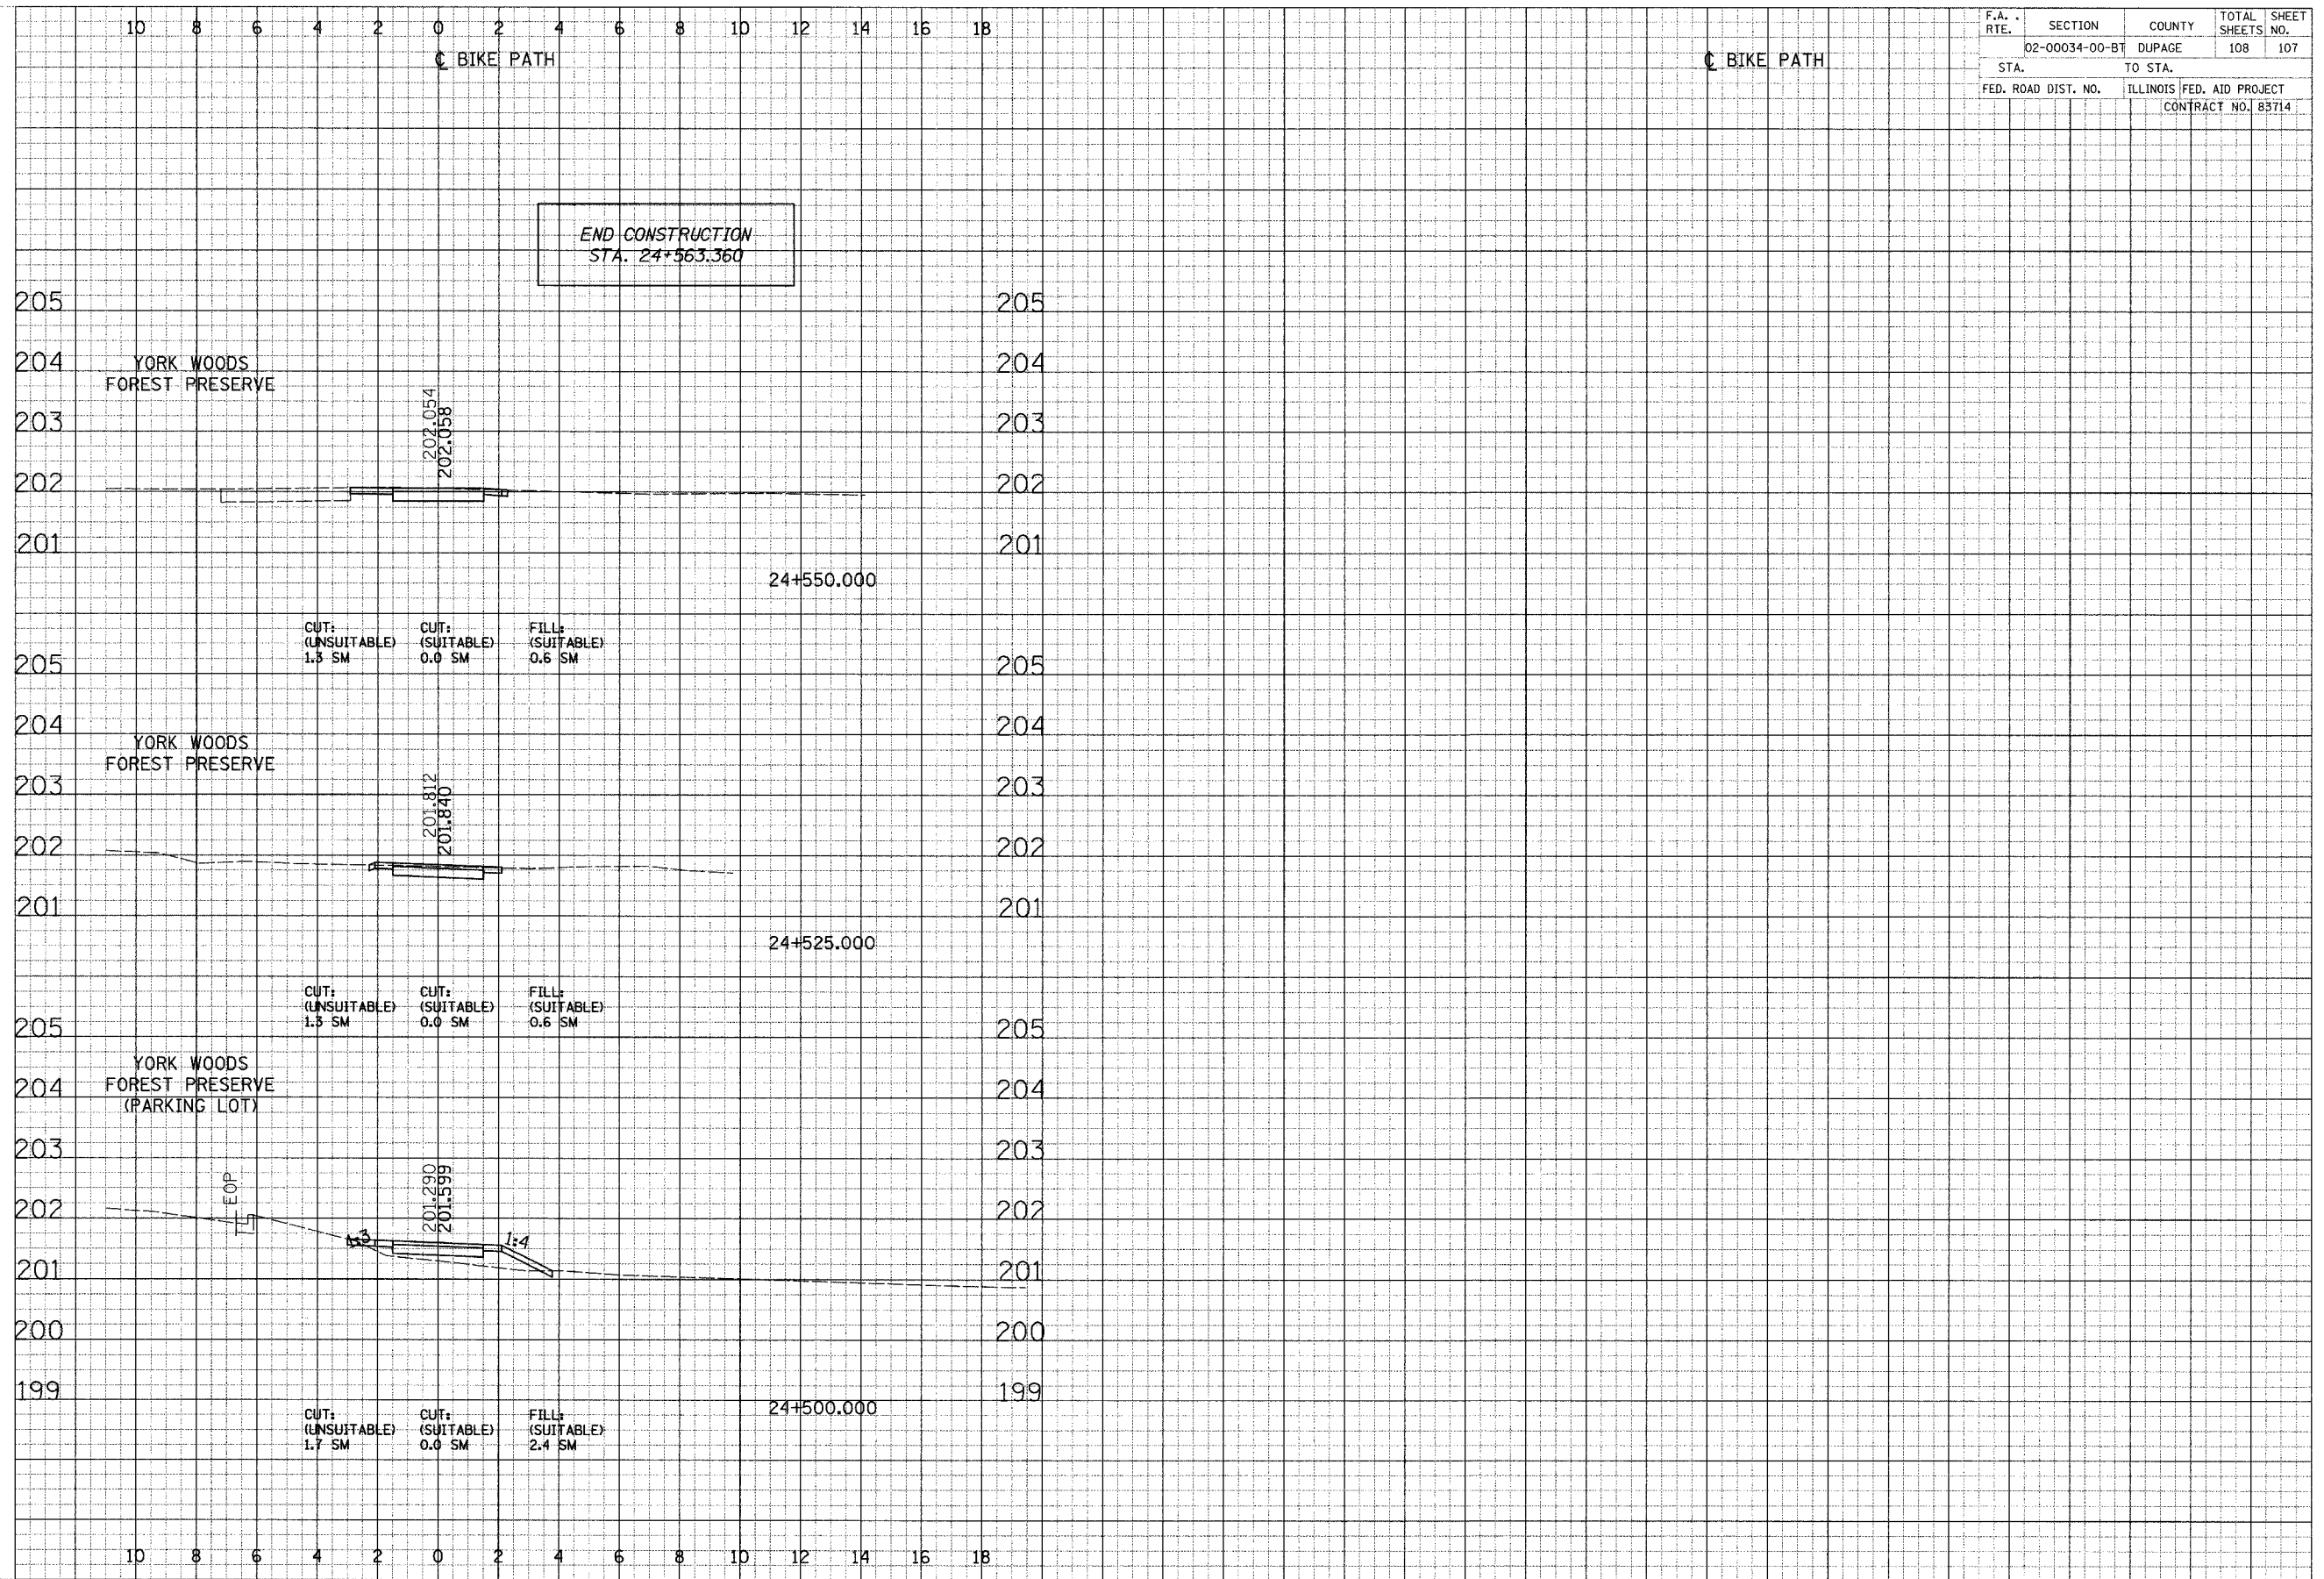 10 8 6 4 2 0 2 4 6 8 10 12 14 16 18
℄ BIKE PATH
℄ BIKE PATH
F.A. . RTE. SECTION COUNTY TOTAL SHEETS SHEET NO.
02-00034-00-BT DUPAGE 108 107
STA. TO STA.
FED. ROAD DIST. NO. ILLINOIS FED. AID PROJECT
CONTRACT NO. 83714
END CONSTRUCTION
STA. 24+563.360
205 205
204 204
YORK WOODS
FOREST PRESERVE
203 203
202.054
202.058
202 202
201 201
24+550.000
CUT: CUT: FILL:
(UNSUITABLE) (SUITABLE) (SUITABLE)
1.3 SM 0.0 SM 0.6 SM
205 205
204 204
YORK WOODS
FOREST PRESERVE
203 203
201.812
201.840
202 202
201 201
24+525.000
CUT: CUT: FILL:
(UNSUITABLE) (SUITABLE) (SUITABLE)
1.3 SM 0.0 SM 0.6 SM
205 205
YORK WOODS
FOREST PRESERVE
(PARKING LOT)
204 204
203 203
EOP
201.290
201.599
202 202
1:3
1:4
201 201
200 200
199 199
24+500.000
CUT: CUT: FILL:
(UNSUITABLE) (SUITABLE) (SUITABLE)
1.7 SM 0.0 SM 2.4 SM
10 8 6 4 2 0 2 4 6 8 10 12 14 16 18